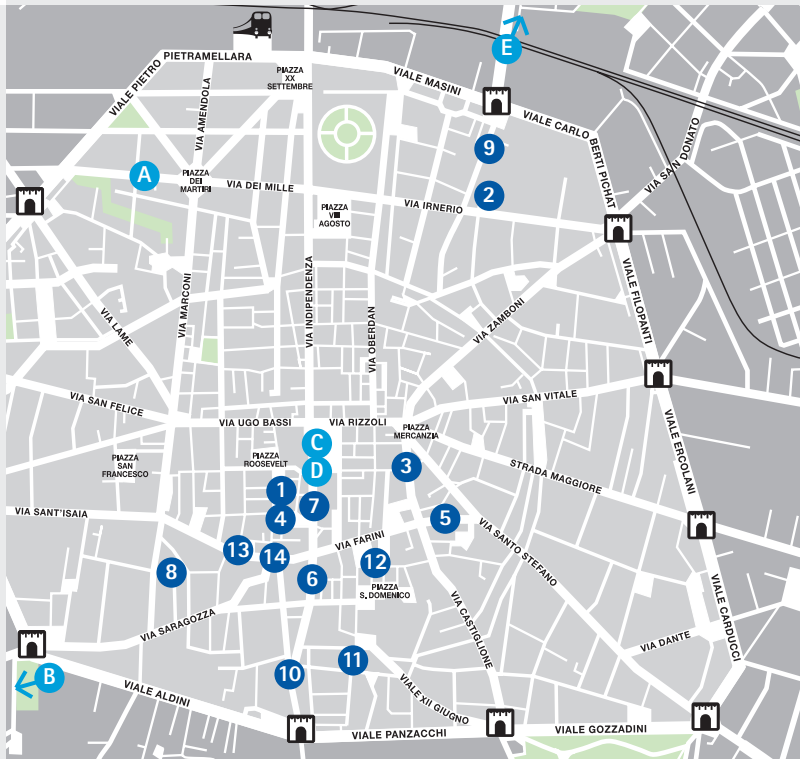 E
VIALE PIETRO
PIETRAMELLARA
PIAZZA
XX
SETTEMBRE
VIALE MASINI
VIALE CARLO
BERTI PICHAT
VIA AMENDOLA
9
VIA SAN DONATO
A
PIAZZA
DEI
MARTIRI
VIA DEI MILLE
2
PIAZZA
VIII
AGOSTO
VIA IRNERIO
VIA MARCONI
VIA INDIPENDENZA
VIA OBERDAN
VIA ZAMBONI
VIALE FILOPANTI
VIA LAME
VIA SAN FELICE
VIA UGO BASSI
VIA RIZZOLI
PIAZZA
MERCANZIA
VIA SAN VITALE
VIALE ERCOLANI
C
D
PIAZZA
SAN
FRANCESCO
PIAZZA
ROOSEVELT
3
STRADA MAGGIORE
1
7
4
5
VIA SANT'ISAIA
VIA FARINI
VIA SANTO STEFANO
13
14
12
8
6
PIAZZA
S. DOMENICO
VIA SARAGOZZA
VIA CASTIGLIONE
VIA DANTE
VIALE CARDUCCI
B
10
11
VIALE ALDINI
VIALE XII GIUGNO
VIALE PANZACCHI
VIALE GOZZADINI